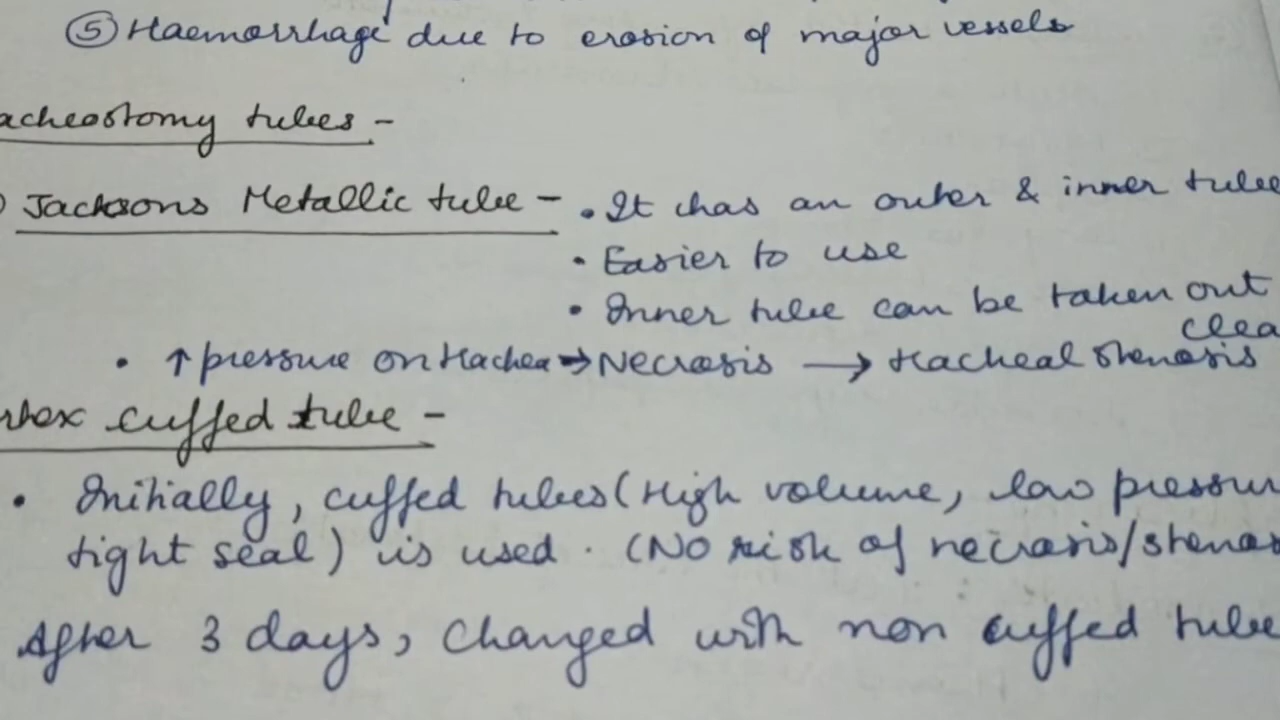 ⑤ Haemorrhage due to erosion of major vessels
acheostomy tubes -
) Jacksons Metallic tube - • It has an outer & inner tube
• Easier to use
• Inner tube can be taken out
clea
• ↑ pressure on trachea → Necrosis → tracheal stenosis
rtex cuffed tube -
• Initially, cuffed tubes (High volume, low pressur
tight seal) is used. (No risk of necrosis/stenos
After 3 days, Changed with non cuffed tube